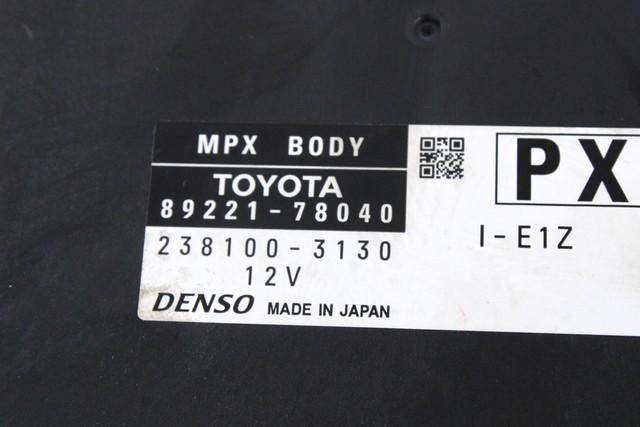 MPX BODY
TOYOTA
89221-78040
238100-3130
12V
DENSO MADE IN JAPAN
PX
I-E1Z